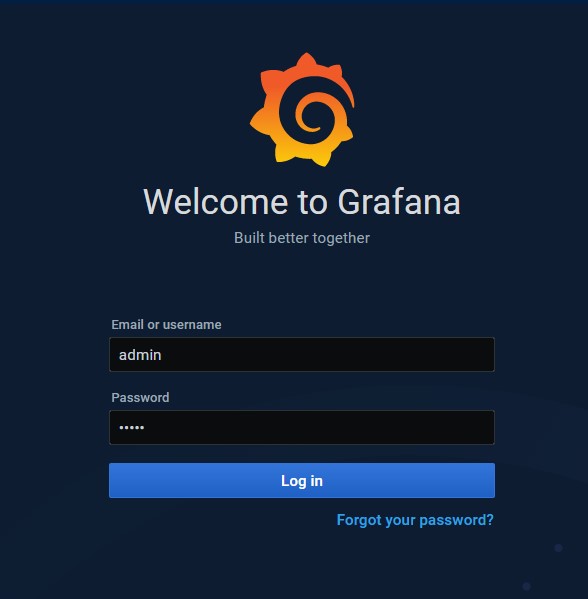 Welcome to Grafana
Built better together
Email or username
admin
Password
•••••
Log in
Forgot your password?